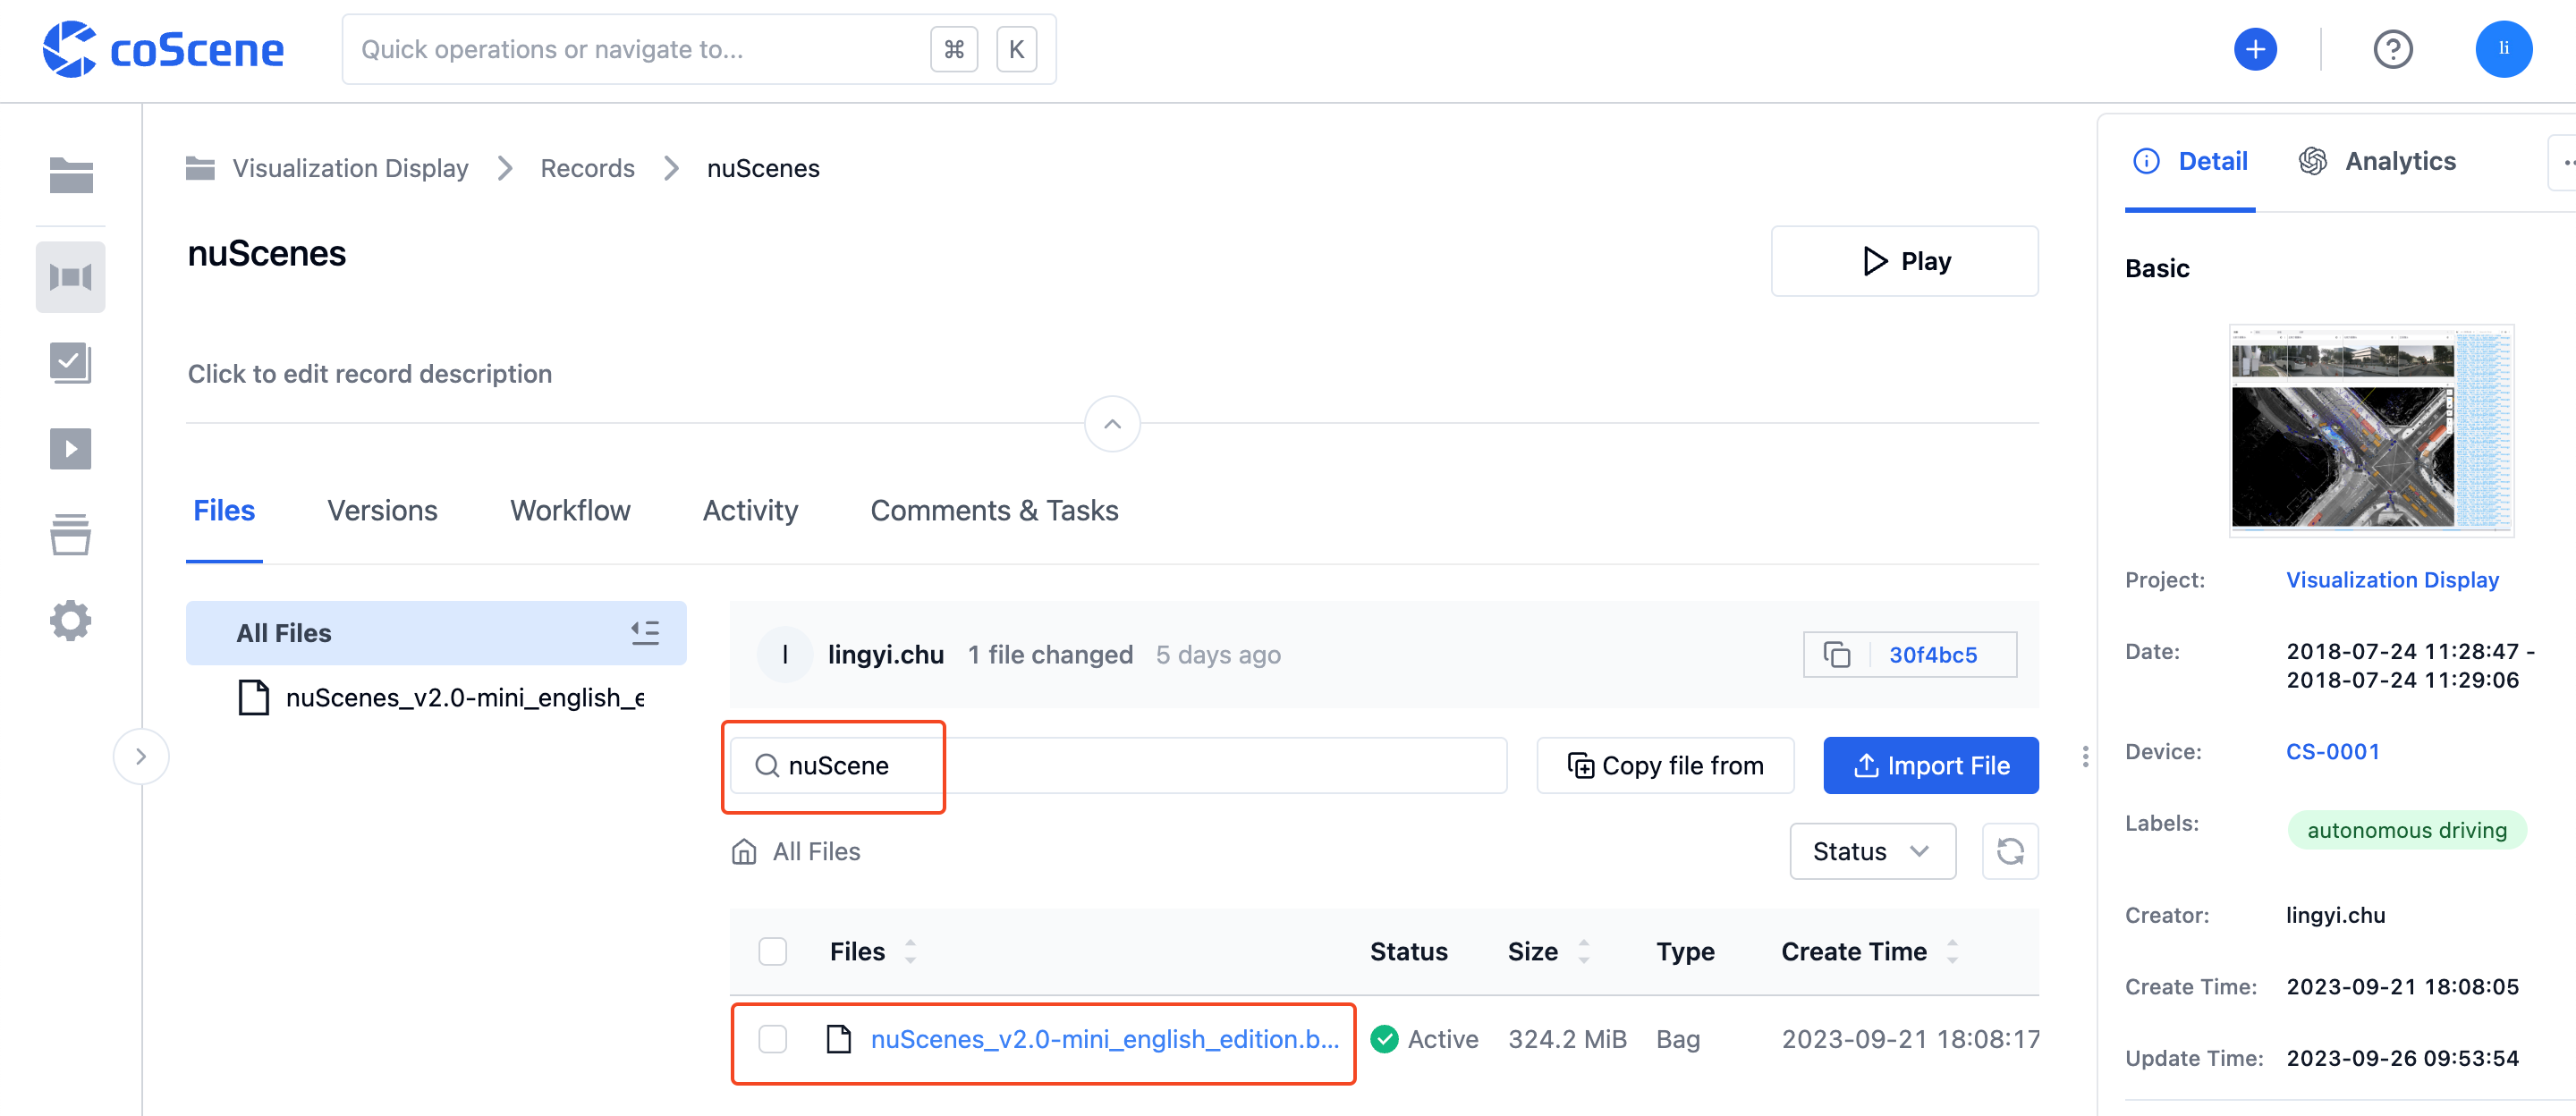 coScene
Quick operations or navigate to...
⌘ K
li
Visualization Display
Records
nuScenes
nuScenes
Play
Click to edit record description
Files
Versions
Workflow
Activity
Comments & Tasks
All Files
nuScenes_v2.0-mini_english_e
l
lingyi.chu 1 file changed 5 days ago
30f4bc5
nuScene
Copy file from
Import File
All Files
Status
Files Status Size Type Create Time
nuScenes_v2.0-mini_english_edition.b... Active 324.2 MiB Bag 2023-09-21 18:08:17
Detail
Analytics
Basic
Project: Visualization Display
Date: 2018-07-24 11:28:47 -
2018-07-24 11:29:06
Device: CS-0001
Labels: autonomous driving
Creator: lingyi.chu
Create Time: 2023-09-21 18:08:05
Update Time: 2023-09-26 09:53:54